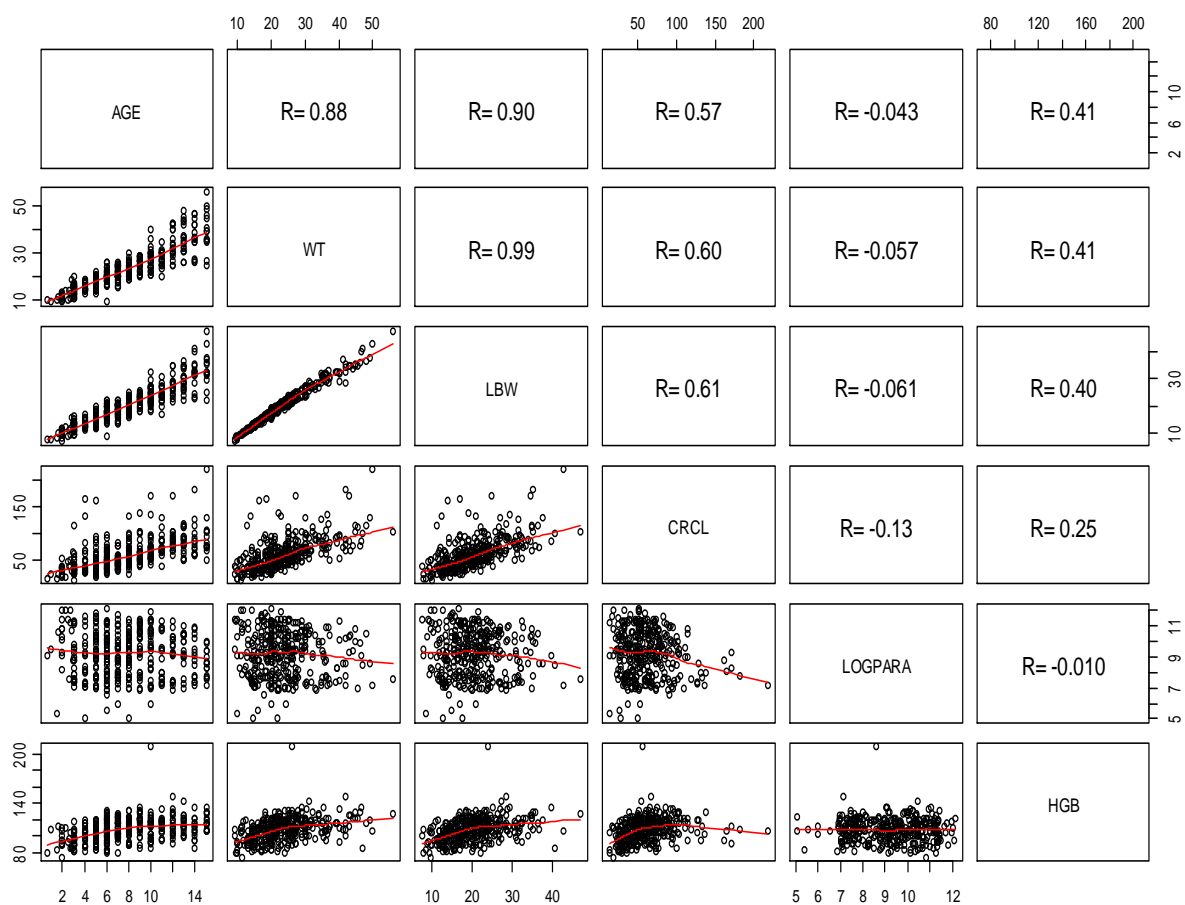 10 20 30 40 50 50 100 150 200 80 120 160 200
AGE R= 0.88 R= 0.90 R= 0.57 R= -0.043 R= 0.41 2 6 10
10 30 50 WT R= 0.99 R= 0.60 R= -0.057 R= 0.41
LBW R= 0.61 R= -0.061 R= 0.40 10 30
50 150 CRCL R= -0.13 R= 0.25
LOGPARA R= -0.010 5 7 9 11
80 140 200 HGB
2 4 6 8 10 14 10 20 30 40 5 6 7 8 9 10 12